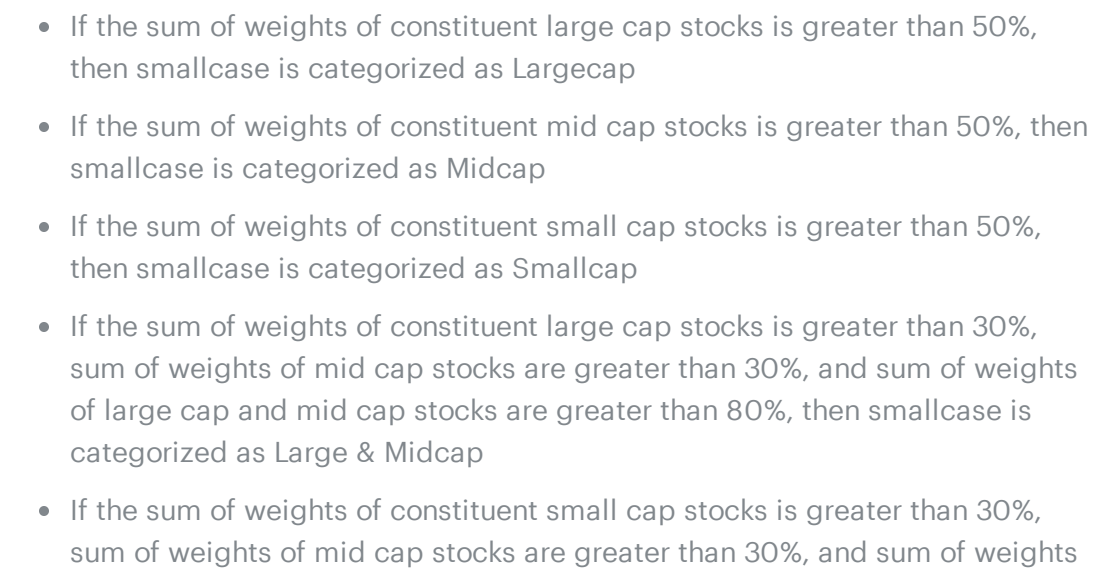 • If the sum of weights of constituent large cap stocks is greater than 50%,
then smallcase is categorized as Largecap
• If the sum of weights of constituent mid cap stocks is greater than 50%, then
smallcase is categorized as Midcap
• If the sum of weights of constituent small cap stocks is greater than 50%,
then smallcase is categorized as Smallcap
• If the sum of weights of constituent large cap stocks is greater than 30%,
sum of weights of mid cap stocks are greater than 30%, and sum of weights
of large cap and mid cap stocks are greater than 80%, then smallcase is
categorized as Large & Midcap
• If the sum of weights of constituent small cap stocks is greater than 30%,
sum of weights of mid cap stocks are greater than 30%, and sum of weights